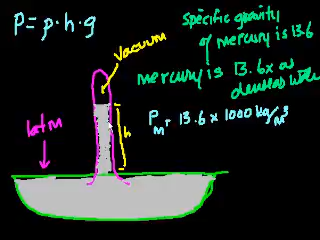 P = ρ · h · g
specific gravity
of mercury is 13.6
vacuum
mercury is 13.6x as
dense as water
ρm = 13.6 x 1000 kg/m³
h
1atm